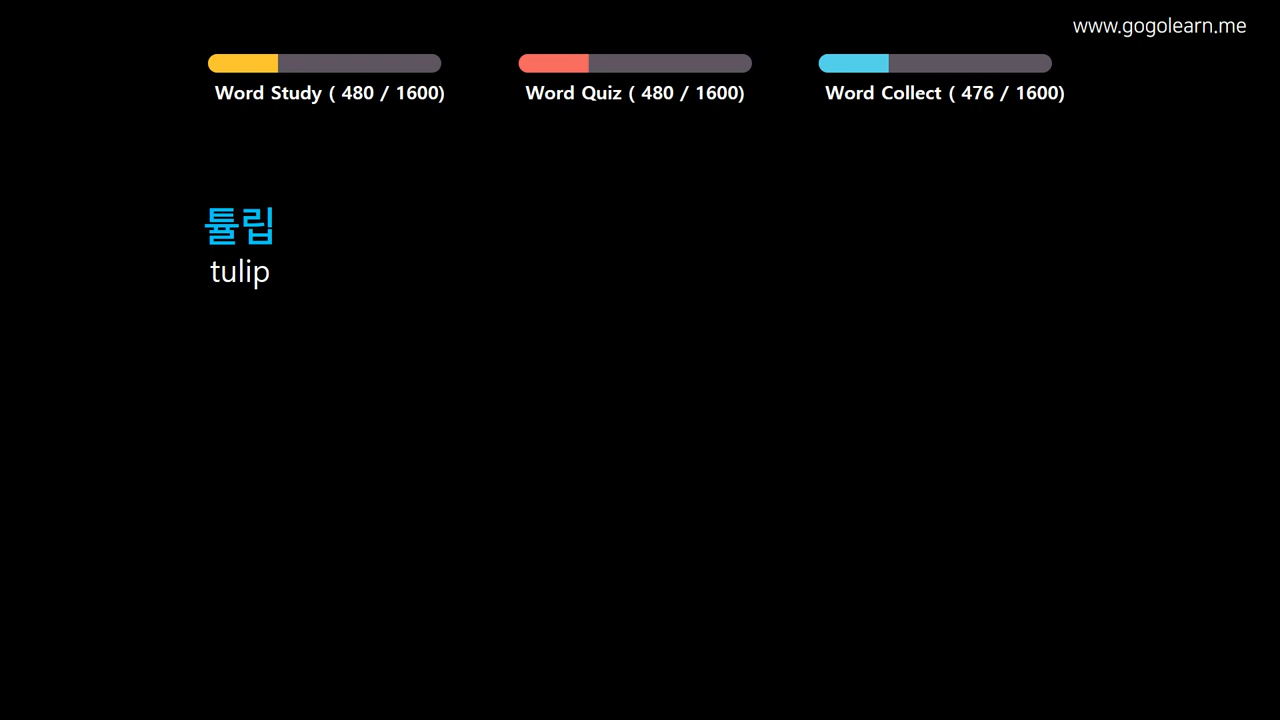 www.gogolearn.me
Word Study ( 480 / 1600)
Word Quiz ( 480 / 1600)
Word Collect ( 476 / 1600)
튤립
tulip